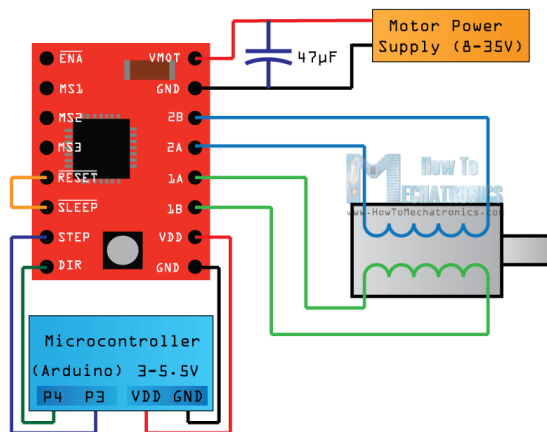 Motor Power
Supply (8-35V)
47µF
ENA
VMOT
MS1
GND
MS2
2B
MS3
2A
RESET
1A
SLEEP
1B
STEP
VDD
DIR
GND
How To
MECHATRONICS
www.HowToMechatronics.com
Microcontroller
(Arduino) 3-5.5V
P4 P3 VDD GND